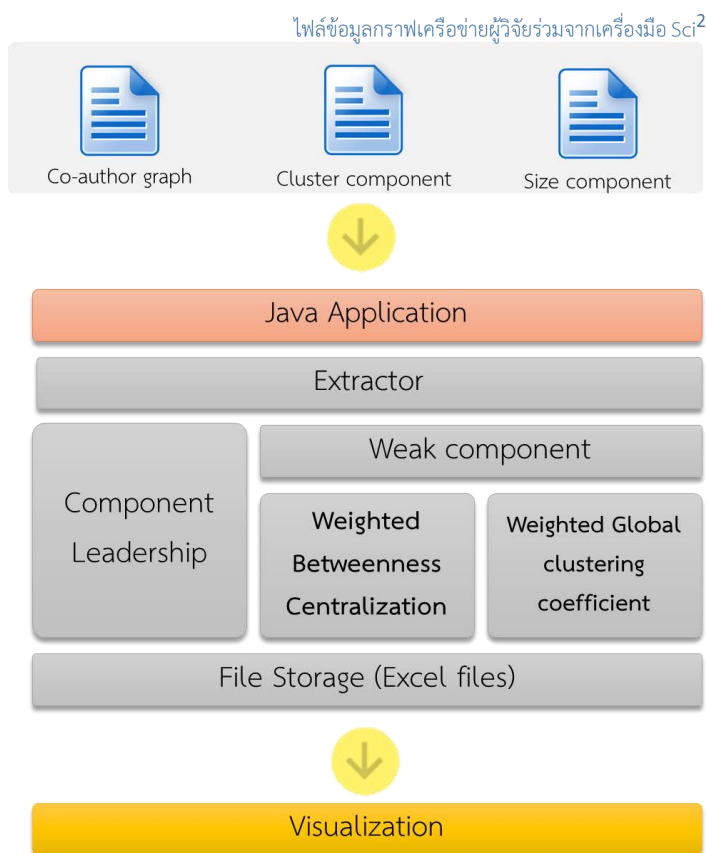 ไฟล์ข้อมูลกราฟเครือข่ายผู้วิจัยร่วมจากเครื่องมือ Sci²
Co-author graph
Cluster component
Size component
Java Application
Extractor
Component
Leadership
Weak component
Weighted
Betweenness
Centralization
Weighted Global
clustering
coefficient
File Storage (Excel files)
Visualization